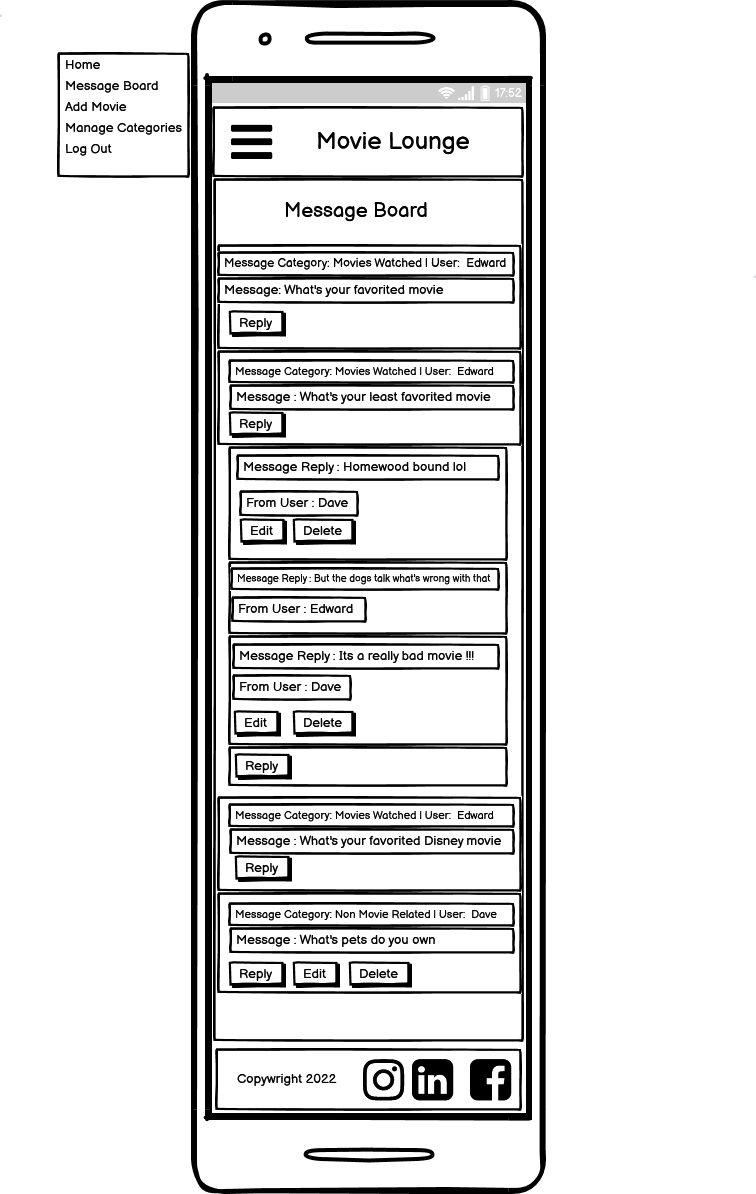 Home
Message Board
Add Movie
Manage Categories
Log Out
17:52
Movie Lounge
Message Board
Message Category: Movies Watched | User: Edward
Message: What's your favorited movie
Reply
Message Category: Movies Watched | User: Edward
Message : What's your least favorited movie
Reply
Message Reply : Homewood bound lol
From User : Dave
Edit Delete
Message Reply : But the dogs talk what's wrong with that
From User : Edward
Message Reply : Its a really bad movie !!!
From User : Dave
Edit Delete
Reply
Message Category: Movies Watched | User: Edward
Message : What's your favorited Disney movie
Reply
Message Category: Non Movie Related | User: Dave
Message : What's pets do you own
Reply Edit Delete
Copywright 2022 in f